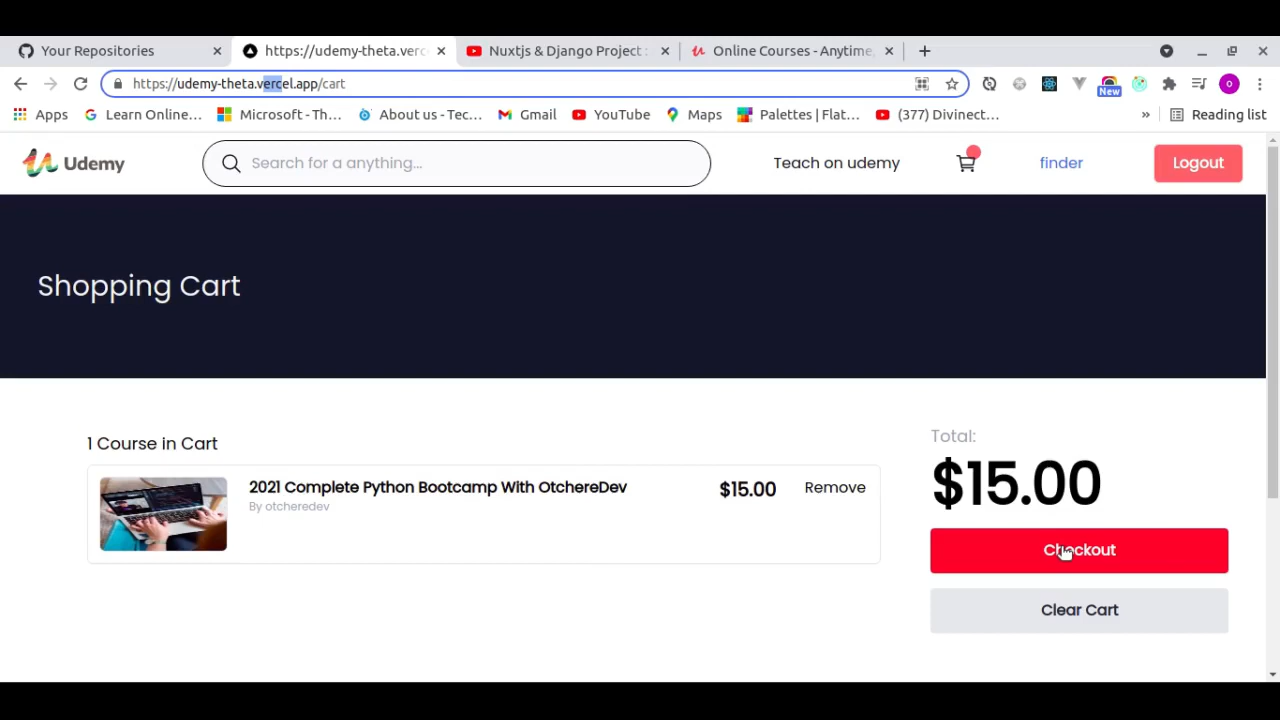 Your Repositories
https://udemy-theta.verc
Nuxtjs & Django Project :
Online Courses - Anytime,
https://udemy-theta.vercel.app/cart
New
Apps
Learn Online...
Microsoft - Th...
About us - Tec...
Gmail
YouTube
Maps
Palettes | Flat...
(377) Divinect...
»
Reading list
Udemy
Search for a anything...
Teach on udemy
finder
Logout
Shopping Cart
1 Course in Cart
2021 Complete Python Bootcamp With OtchereDev
By otcheredev
$15.00
Remove
Total:
$15.00
Checkout
Clear Cart